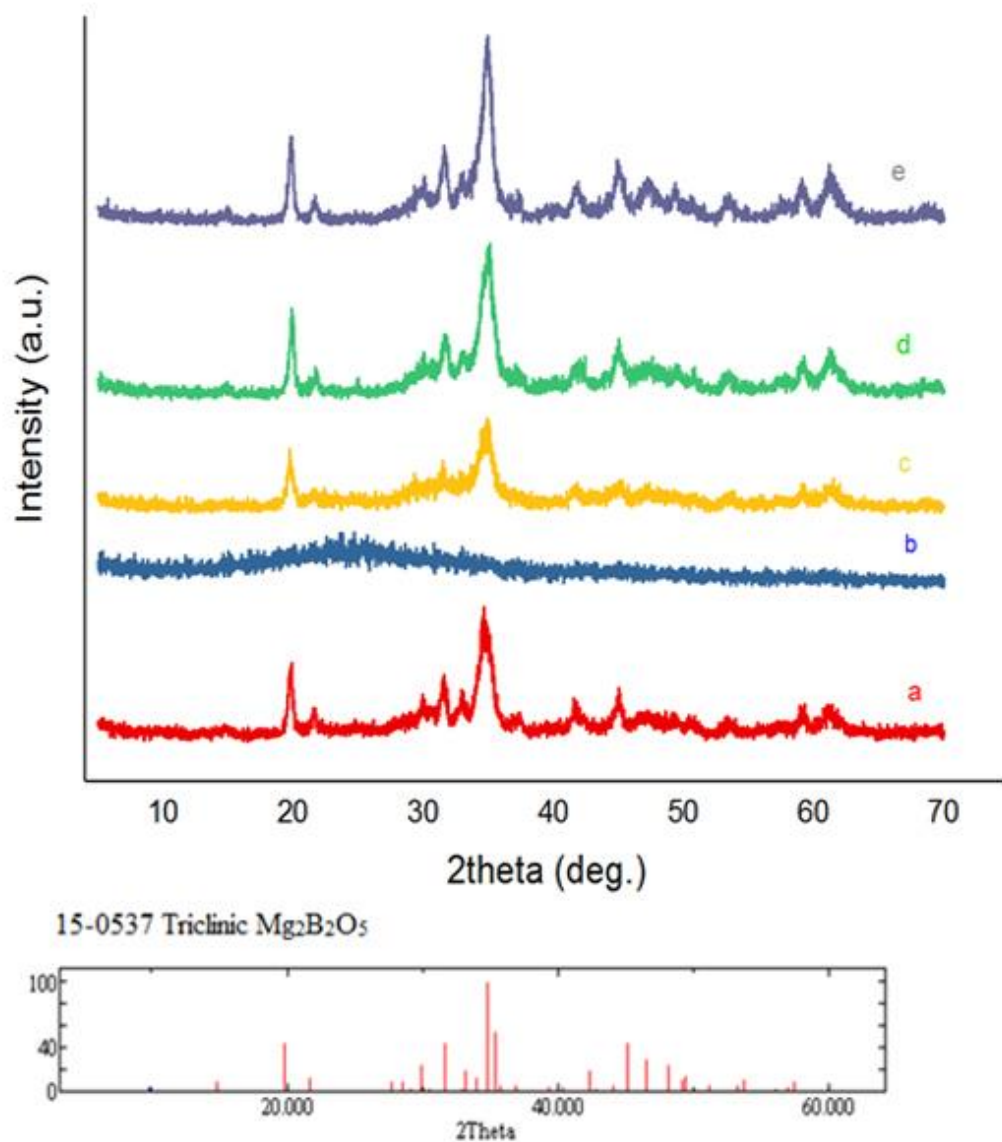 Intensity (a.u.)
e
d
c
b
a
10 20 30 40 50 60 70
2theta (deg.)
15-0537 Triclinic Mg₂B₂O₅
100
40
0
20.000 40.000 60.000
2Theta